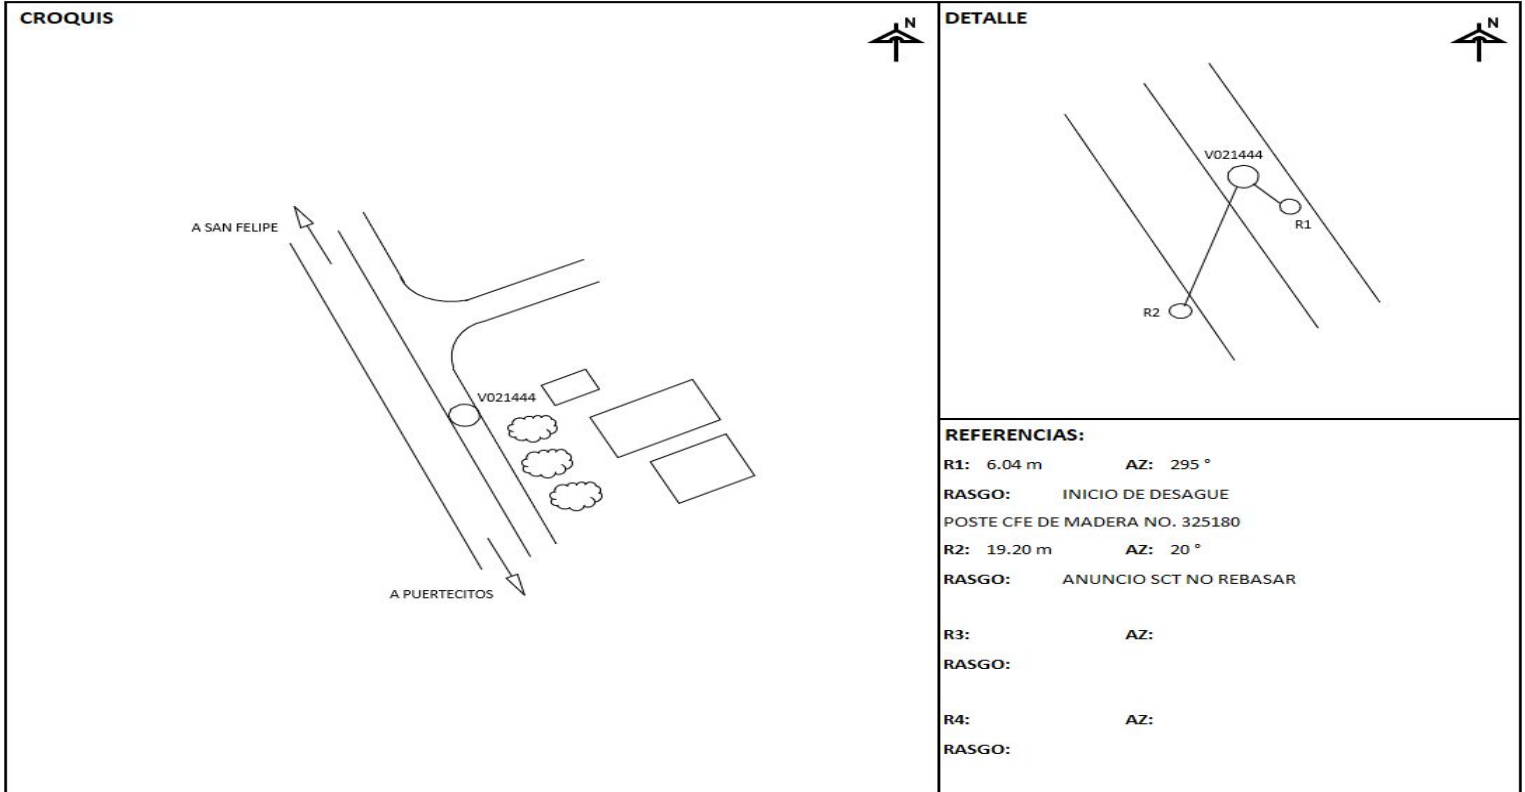 CROQUIS
N
A SAN FELIPE
V021444
A PUERTECITOS
DETALLE
N
V021444
R1
R2
REFERENCIAS:
R1: 6.04 m AZ: 295 °
RASGO: INICIO DE DESAGUE
POSTE CFE DE MADERA NO. 325180
R2: 19.20 m AZ: 20 °
RASGO: ANUNCIO SCT NO REBASAR
R3: AZ:
RASGO:
R4: AZ:
RASGO: